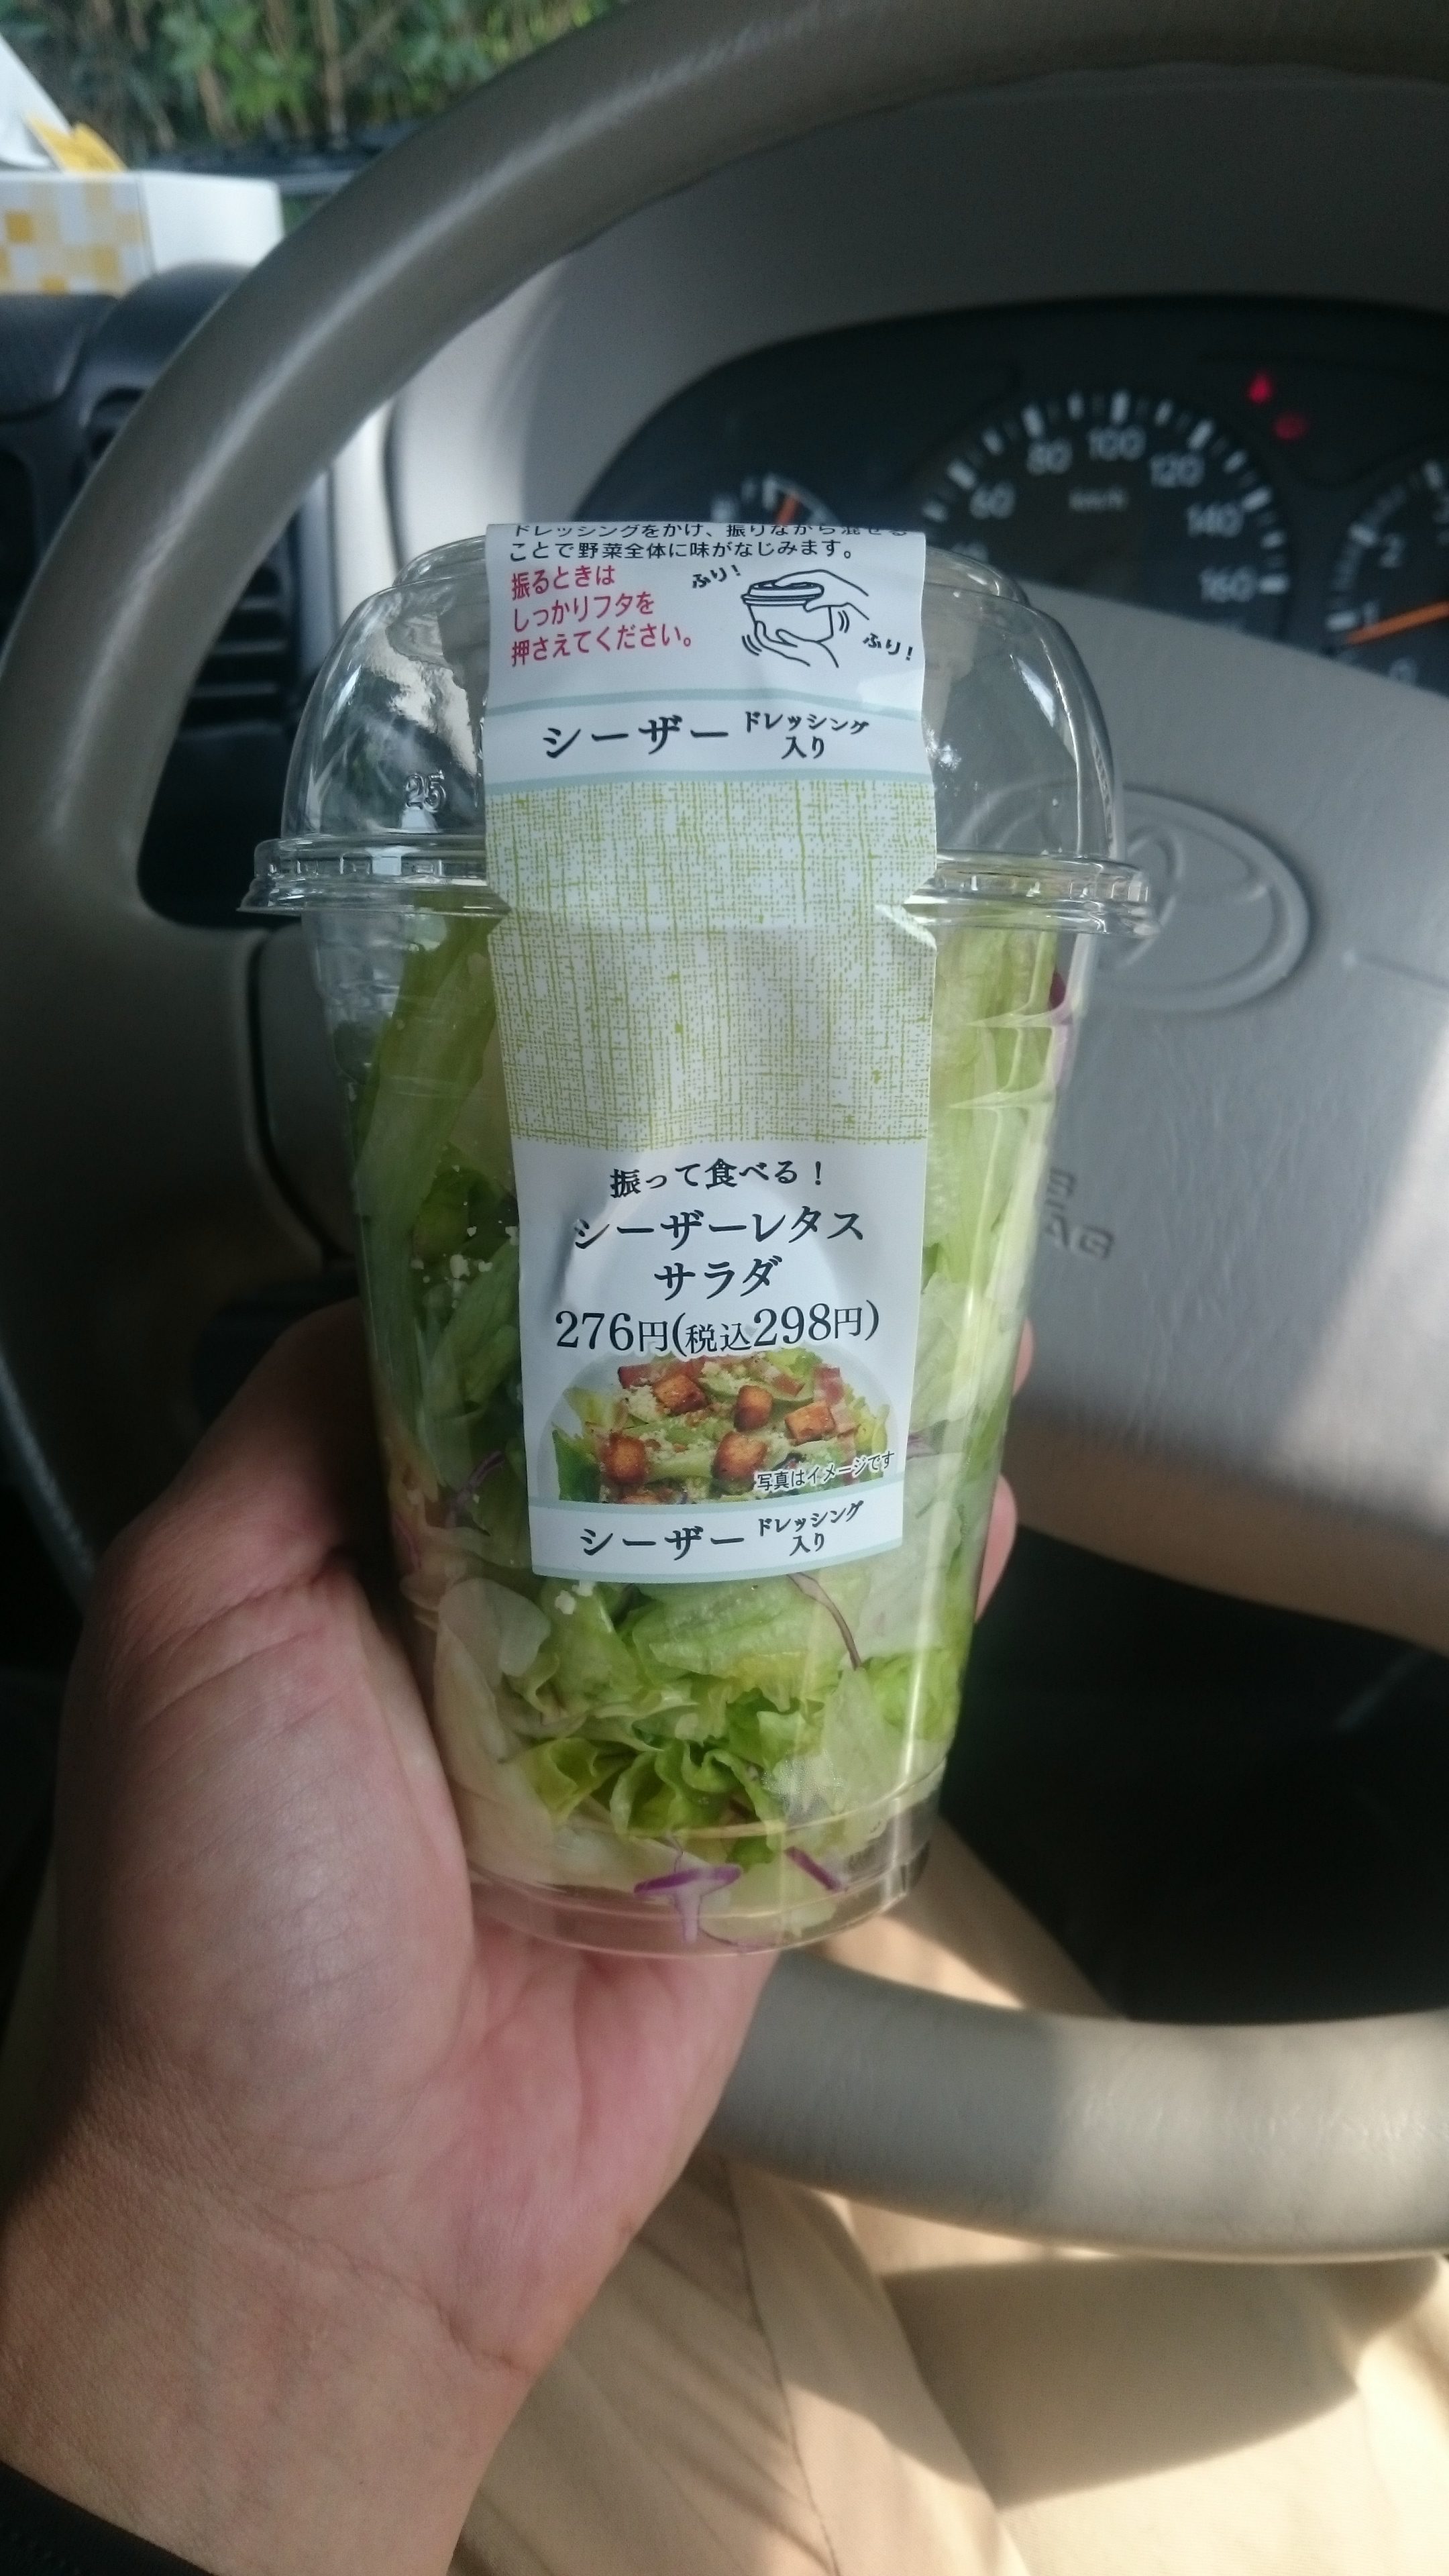 ドレッシングをかけ、振りながら混ぜる
ことで野菜全体に味がなじみます。
振るときは
しっかりフタを
押さえてください。
ふり!
ふり!
シーザードレッシング
入り
25
振って食べる!
シーザーレタス
サラダ
276円(税込298円)
写真はイメージです
シーザードレッシング
入り
60
80
100
120
140
160
km/h
2
1
0